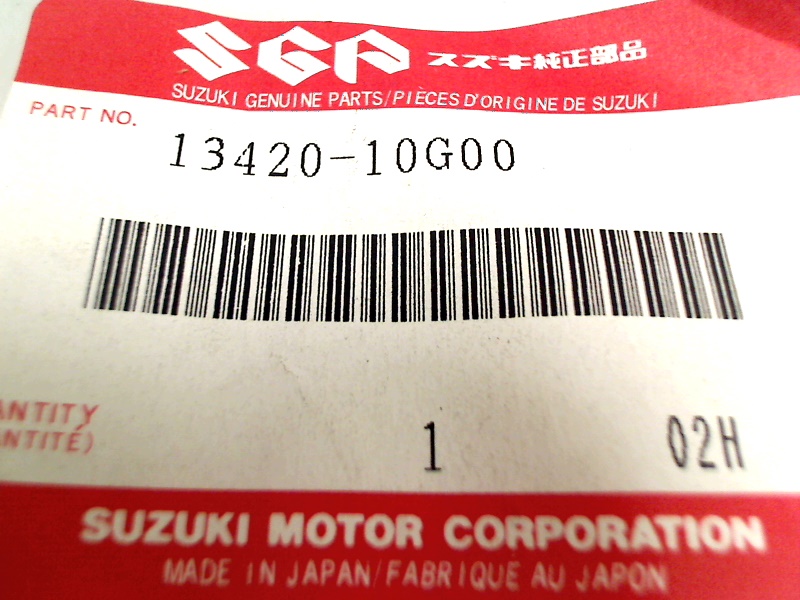 SGP スズキ純正部品
SUZUKI GENUINE PARTS/PIÈCES D'ORIGINE DE SUZUKI
PART NO.
13420-10G00
ANTITY
ANTITÉ)
1 02H
SUZUKI MOTOR CORPORATION
MADE IN JAPAN/FABRIQUE AU JAPON